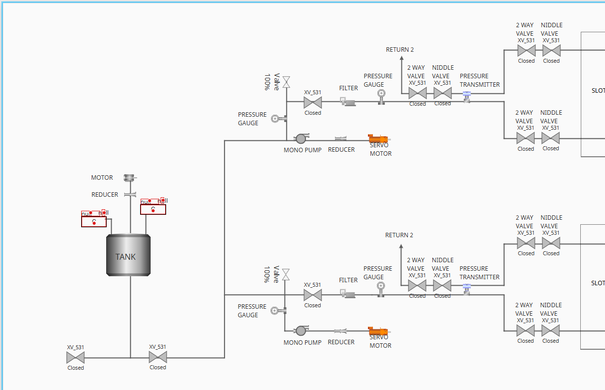 2 WAY VALVE XV_531 Closed
NIDDLE VALVE XV_531 Closed
RETURN 2
2 WAY VALVE XV_531 Closed
NIDDLE VALVE XV_531 Closed
PRESSURE TRANSMITTER
PRESSURE GAUGE
FILTER
XV_531 Closed
Valve 100%
PRESSURE GAUGE
SLOT
2 WAY VALVE XV_531 Closed
NIDDLE VALVE XV_531 Closed
MONO PUMP
REDUCER
SERVO MOTOR
MOTOR
REDUCER
TANK
2 WAY VALVE XV_531 Closed
NIDDLE VALVE XV_531 Closed
RETURN 2
2 WAY VALVE XV_531 Closed
NIDDLE VALVE XV_531 Closed
PRESSURE TRANSMITTER
PRESSURE GAUGE
FILTER
XV_531 Closed
Valve 100%
PRESSURE GAUGE
SLOT
2 WAY VALVE XV_531 Closed
NIDDLE VALVE XV_531 Closed
MONO PUMP
REDUCER
SERVO MOTOR
XV_531 Closed
XV_531 Closed